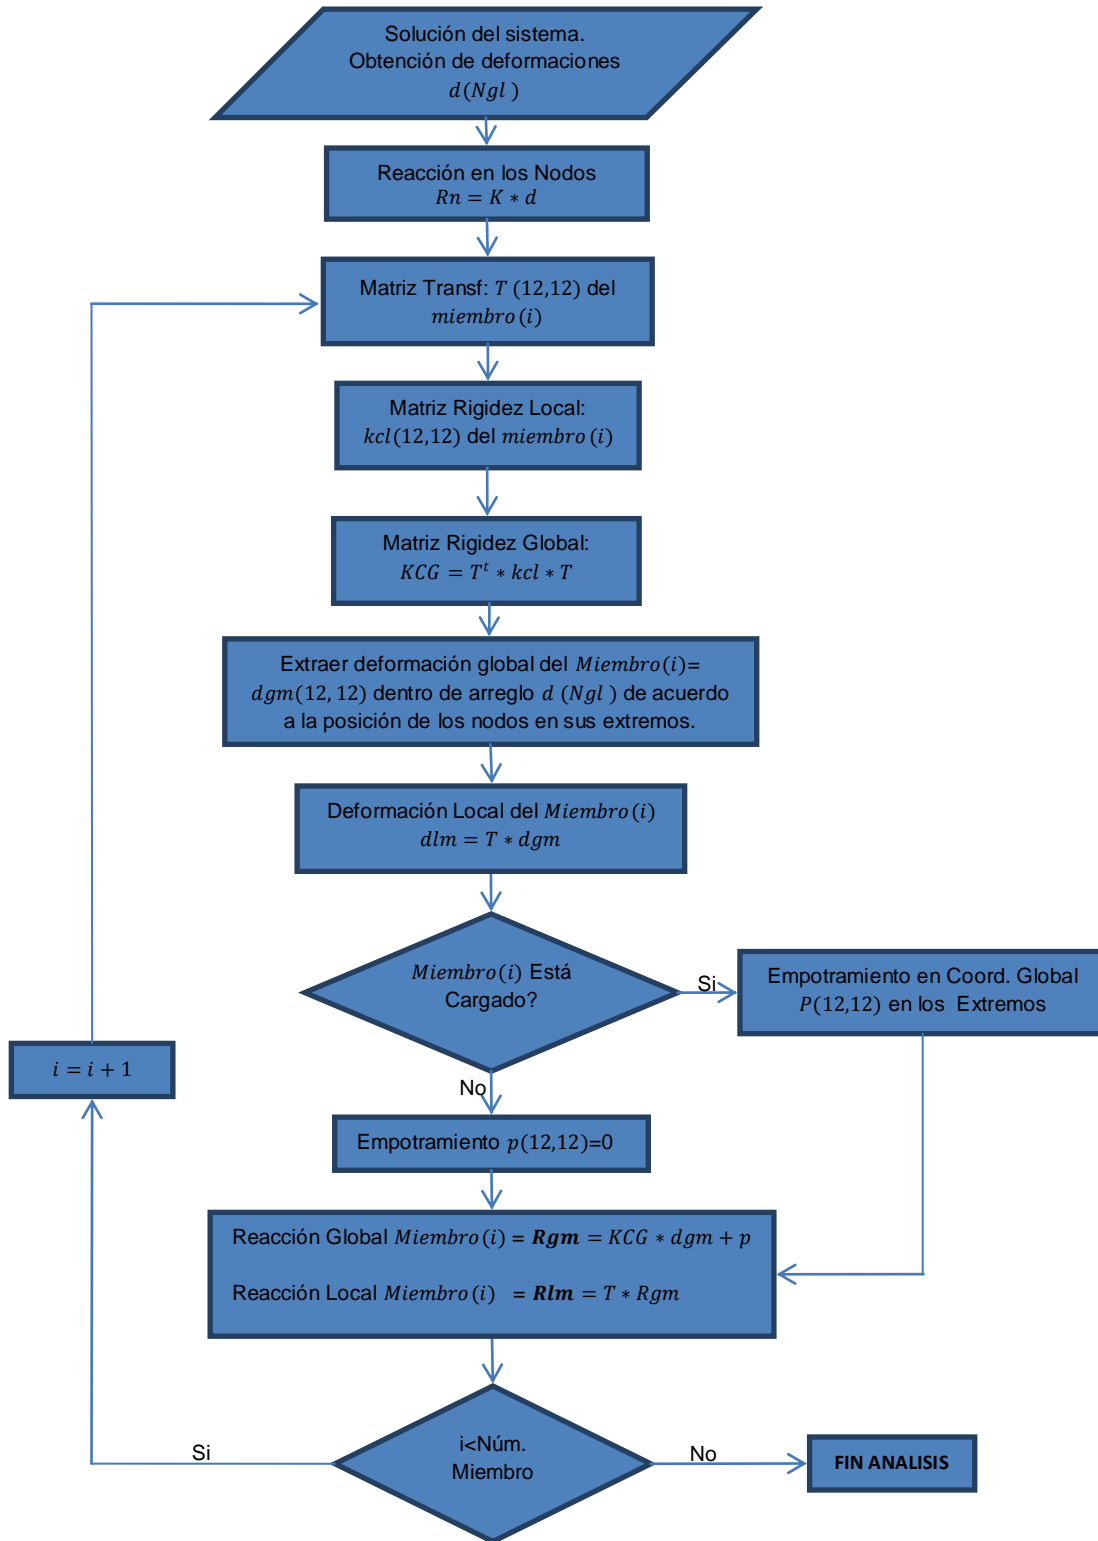 Solución del sistema.
Obtención de deformaciones
d(Ngl)
Reacción en los Nodos
Rn = K ∗ d
Matriz Transf: T (12,12) del
miembro(i)
Matriz Rigidez Local:
kcl(12,12) del miembro(i)
Matriz Rigidez Global:
KCG = Tᵗ ∗ kcl ∗ T
Extraer deformación global del Miembro(i)=
dgm(12, 12) dentro de arreglo d (Ngl) de acuerdo
a la posición de los nodos en sus extremos.
Deformación Local del Miembro(i)
dlm = T ∗ dgm
Miembro(i) Está
Cargado?
Si
Empotramiento en Coord. Global
P(12,12) en los Extremos
i = i + 1
No
Empotramiento p(12,12)=0
Reacción Global Miembro(i) = Rgm = KCG ∗ dgm + p
Reacción Local Miembro(i) = Rlm = T ∗ Rgm
i<Núm.
Miembro
Si
No
FIN ANALISIS